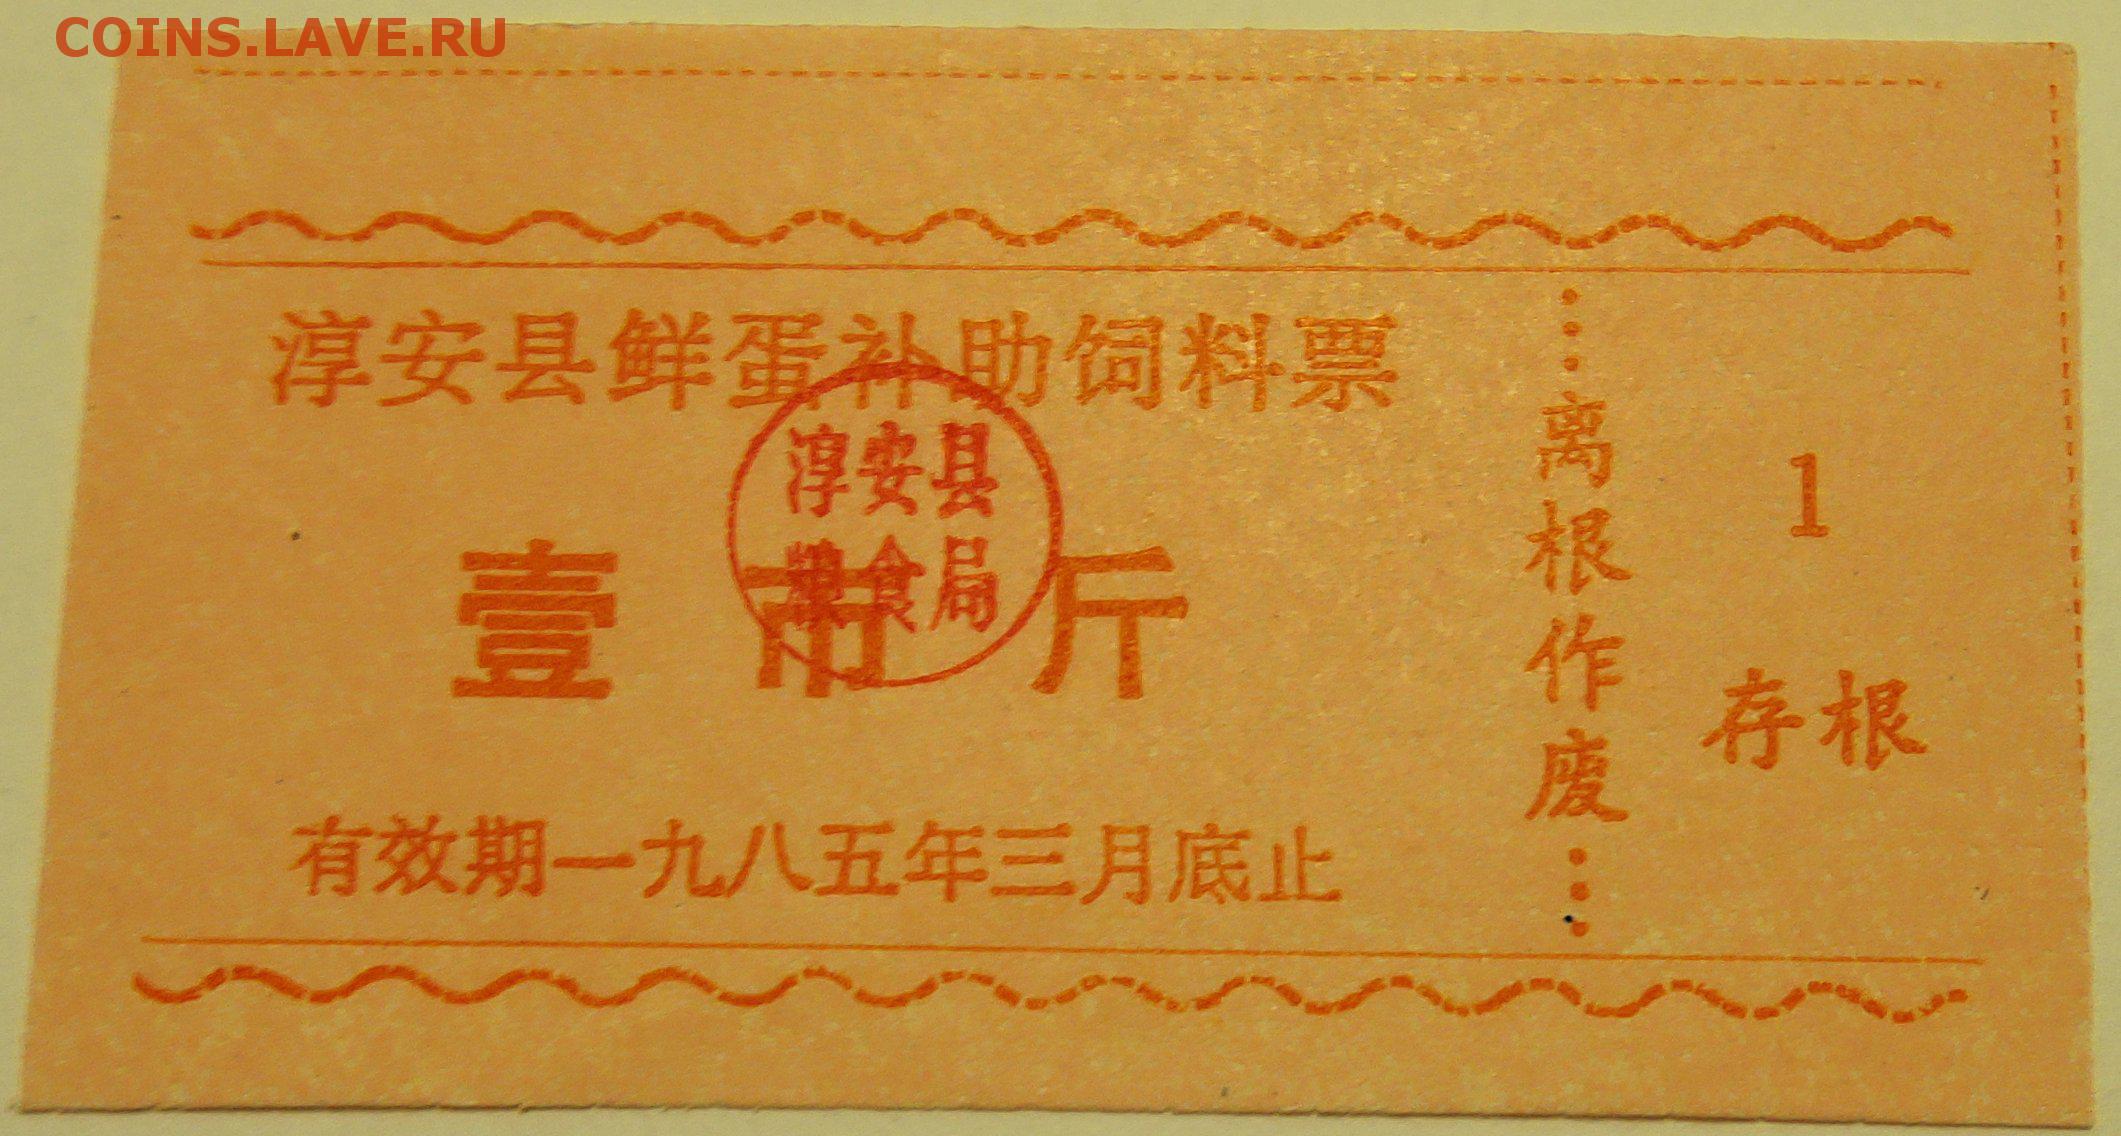 COINS.LAVE.RU
淳安县鲜蛋补助饲料票
淳安县
粮食局
壹市斤
有效期一九八五年三月底止
离根作废
1
存根